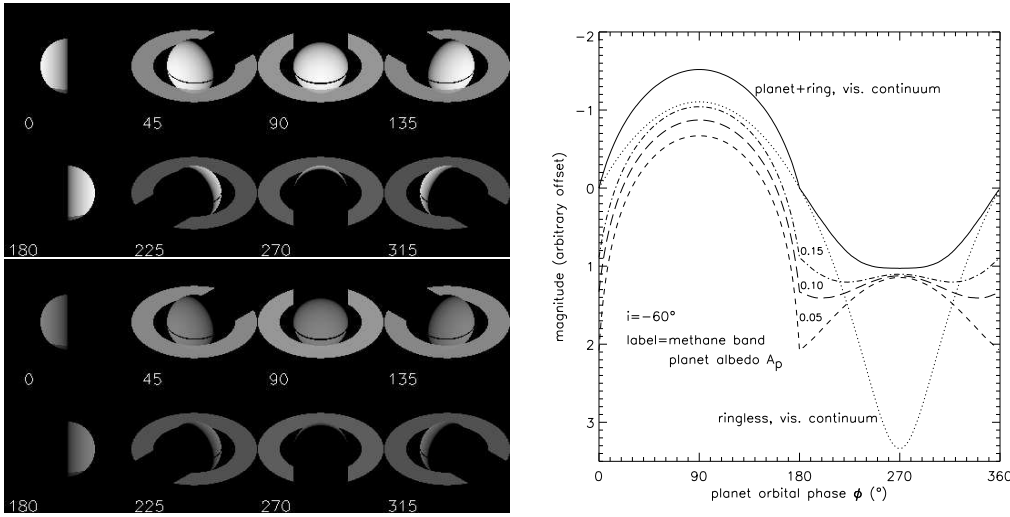 0 45 90 135
180 225 270 315
0 45 90 135
180 225 270 315
-2
-1
0
1
2
3
magnitude (arbitrary offset)
planet+ring, vis. continuum
0.15
0.10
0.05
i=-60°
label=methane band
planet albedo Ap
ringless, vis. continuum
0 90 180 270 360
planet orbital phase ϕ (°)